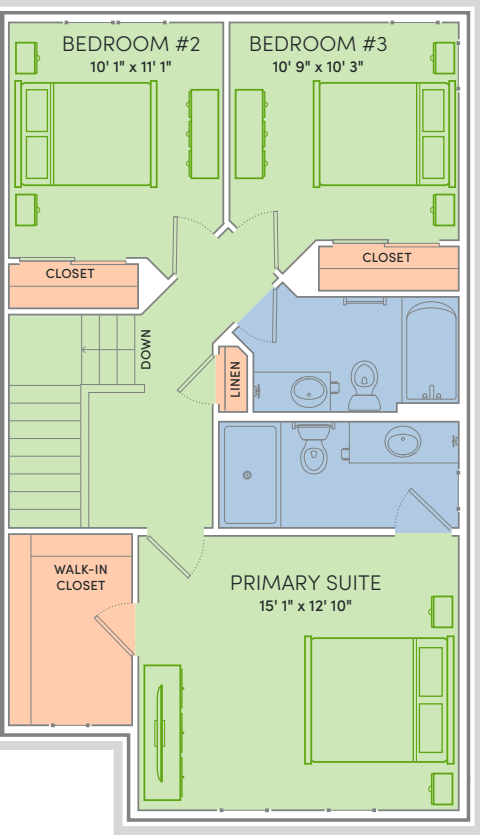 BEDROOM #2
10' 1" x 11' 1"
BEDROOM #3
10' 9" x 10' 3"
CLOSET
CLOSET
DOWN
LINEN
WALK-IN
CLOSET
PRIMARY SUITE
15' 1" x 12' 10"